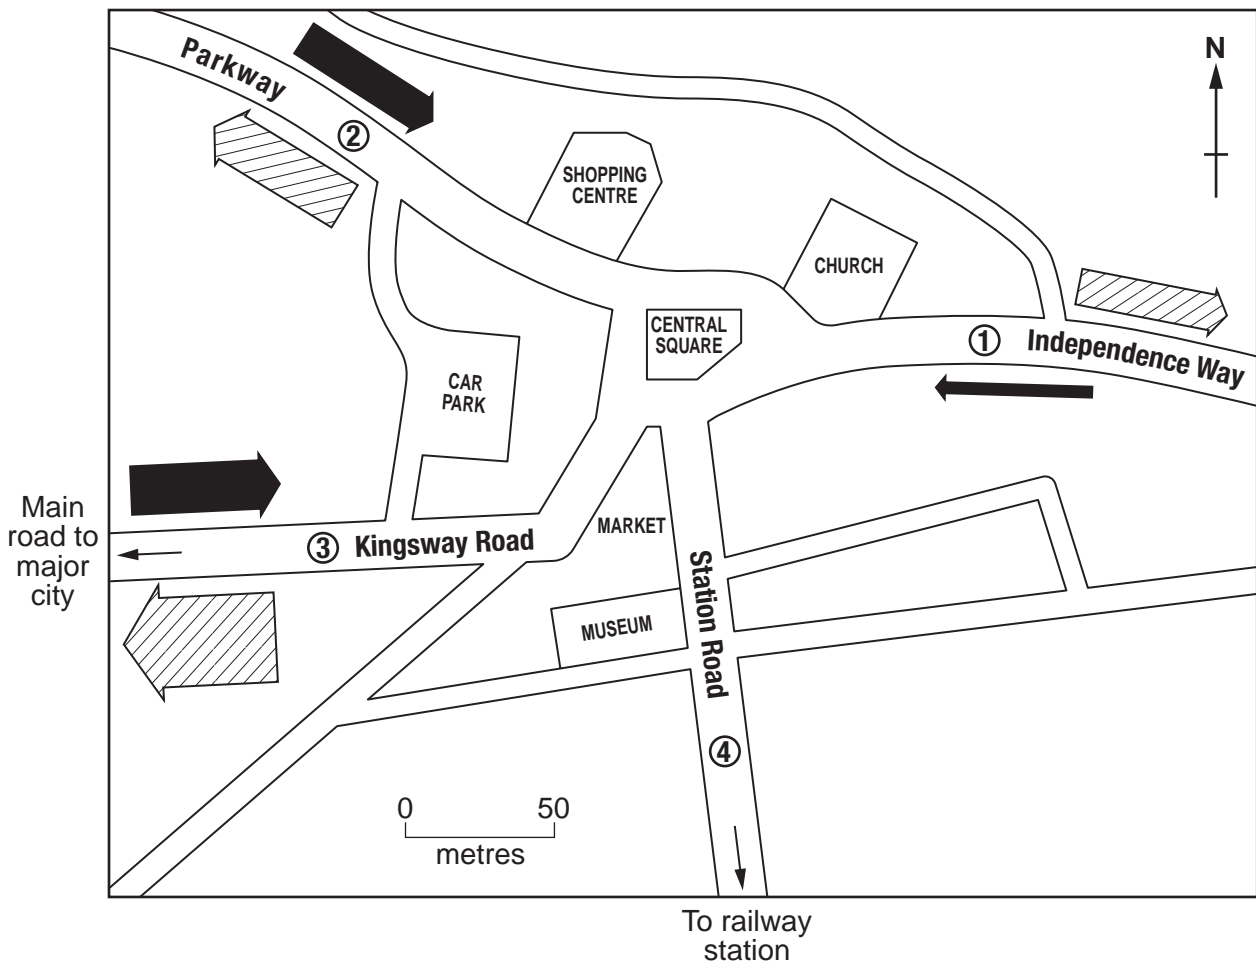 Parkway
N
②
SHOPPING
CENTRE
CHURCH
CENTRAL
SQUARE
① Independence Way
CAR
PARK
Main
road to
major
city
③ Kingsway Road
MARKET
Station Road
MUSEUM
④
0 50
metres
To railway
station